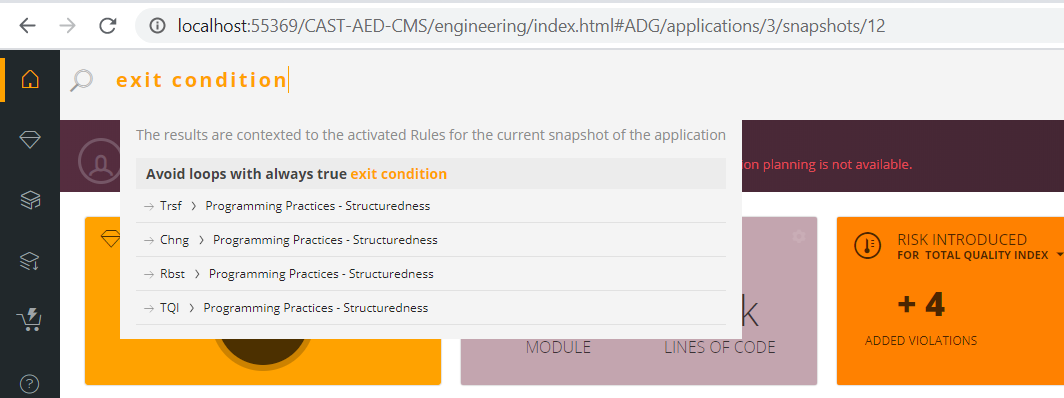 localhost:55369/CAST-AED-CMS/engineering/index.html#ADG/applications/3/snapshots/12
exit condition
The results are contexted to the activated Rules for the current snapshot of the application
on planning is not available.
Avoid loops with always true exit condition
Trsf > Programming Practices - Structuredness
Chng > Programming Practices - Structuredness
Rbst > Programming Practices - Structuredness
TQI > Programming Practices - Structuredness
k
MODULE
LINES OF CODE
RISK INTRODUCED
FOR TOTAL QUALITY INDEX
+ 4
ADDED VIOLATIONS